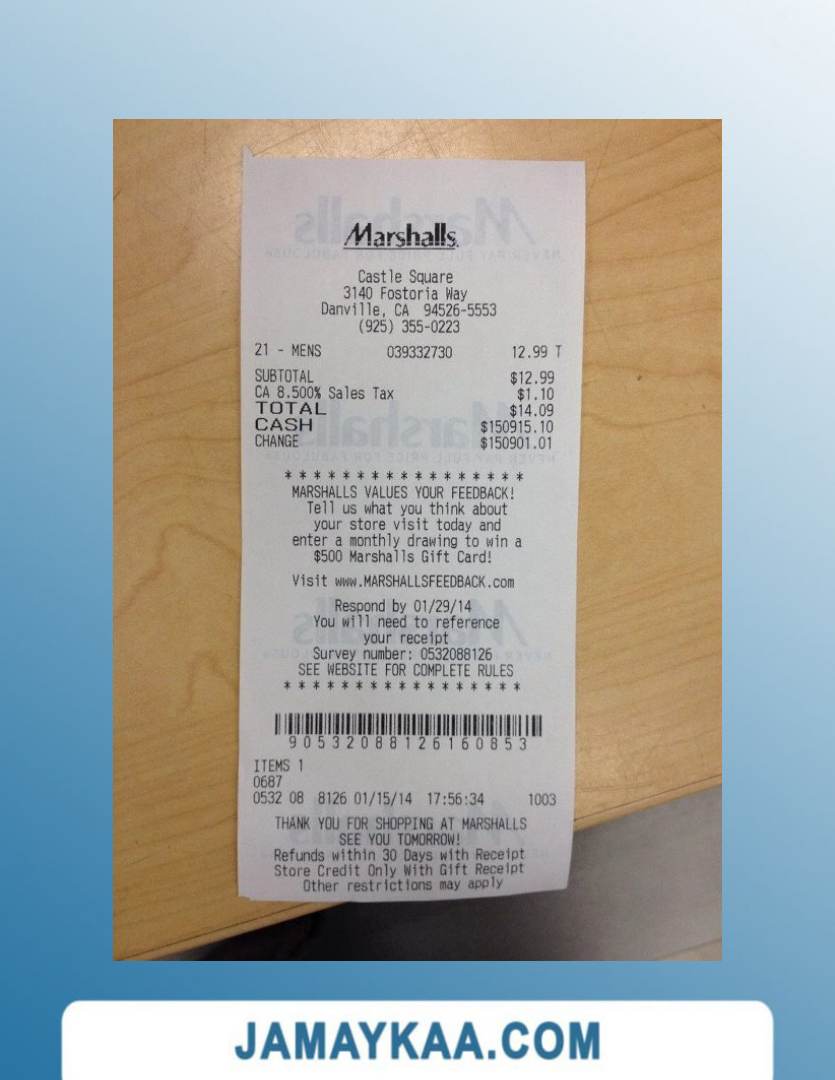 Marshalls.
Castle Square
3140 Fostoria Way
Danville, CA 94526-5553
(925) 355-0223
21 - MENS 039332730 12.99 T
SUBTOTAL $12.99
CA 8.500% Sales Tax $1.10
TOTAL $14.09
CASH $150915.10
CHANGE $150901.01
* * * * * * * * * * * * * * * * *
MARSHALLS VALUES YOUR FEEDBACK!
Tell us what you think about
your store visit today and
enter a monthly drawing to win a
$500 Marshalls Gift Card!
Visit www.MARSHALLSFEEDBACK.com
Respond by 01/29/14
You will need to reference
your receipt
Survey number: 0532088126
SEE WEBSITE FOR COMPLETE RULES
* * * * * * * * * * * * * * * * *
90532088126160853
ITEMS 1
0687
0532 08 8126 01/15/14 17:56:34 1003
THANK YOU FOR SHOPPING AT MARSHALLS
SEE YOU TOMORROW!
Refunds within 30 Days with Receipt
Store Credit Only With Gift Receipt
Other restrictions may apply
JAMAYKAA.COM